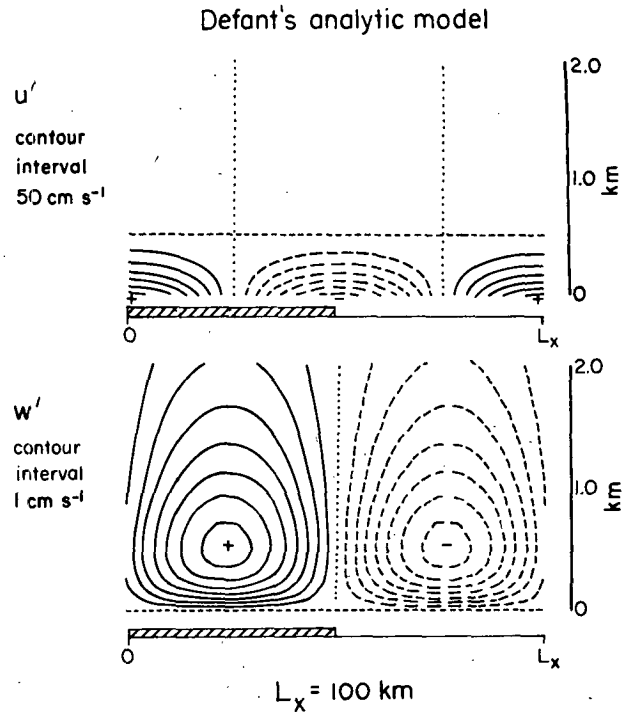 Defant's analytic model
u'
contour
interval
50 cm s⁻¹
2.0
1.0
km
0
+
+
0
Lₓ
w'
contour
interval
1 cm s⁻¹
2.0
1.0
km
0
+
−
0
Lₓ
Lₓ = 100 km